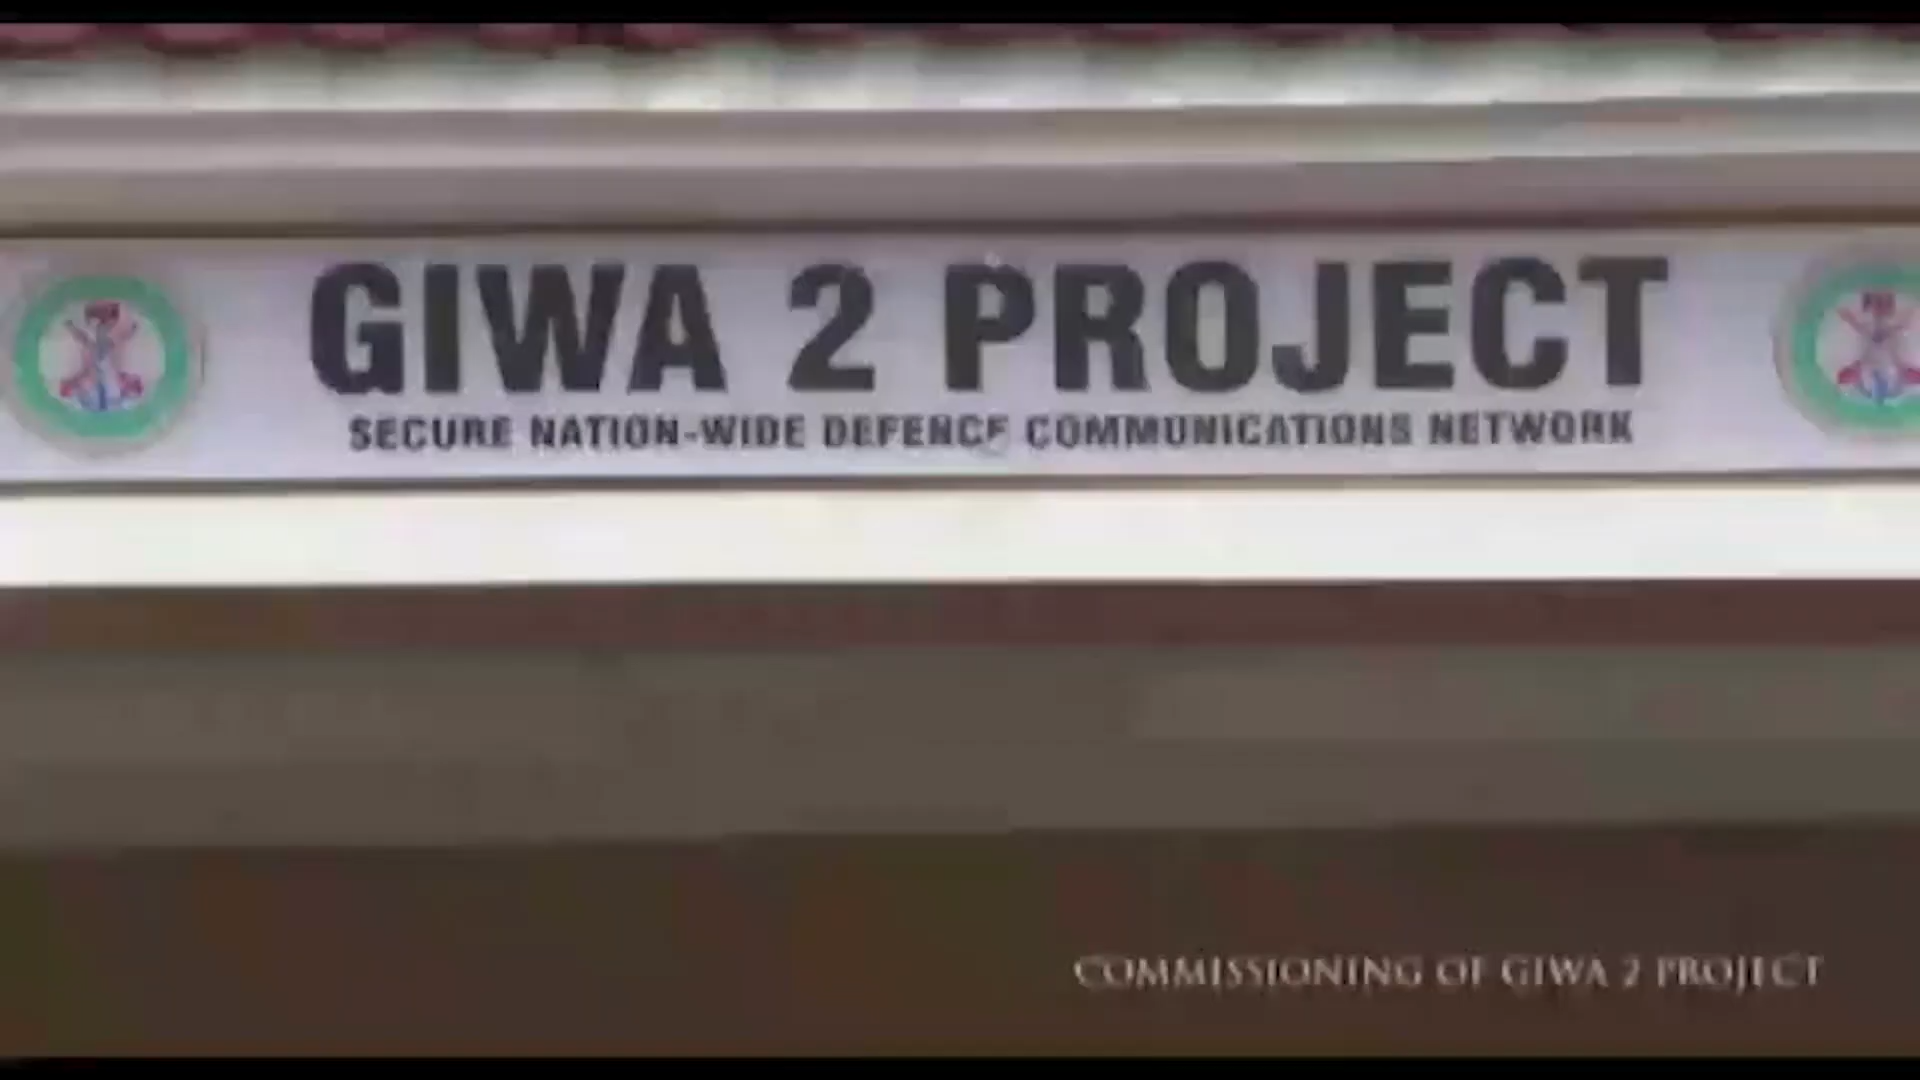 GIWA 2 PROJECT
SECURE NATION-WIDE DEFENCE COMMUNICATIONS NETWORK
COMMISSIONING OF GIWA 2 PROJECT